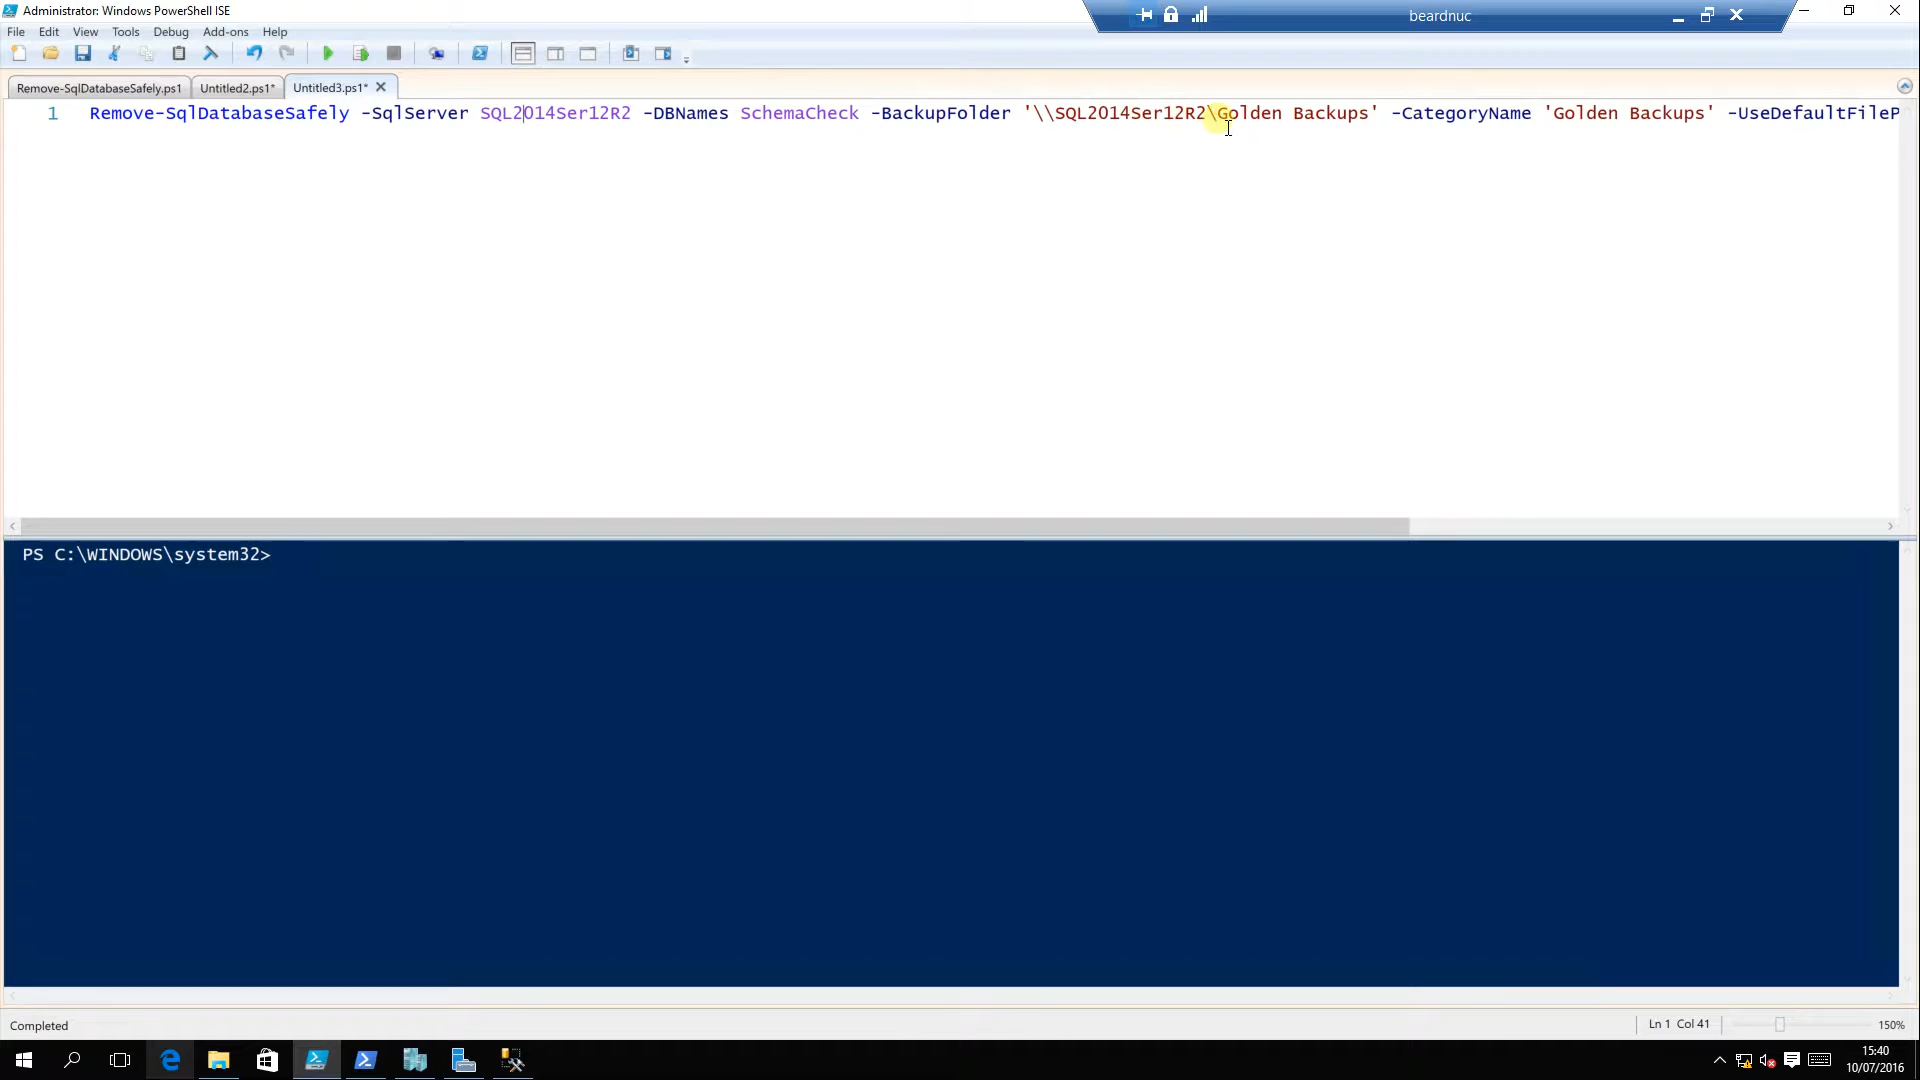 Administrator: Windows PowerShell ISE
beardnuc
File Edit View Tools Debug Add-ons Help
Remove-SqlDatabaseSafely.ps1 Untitled2.ps1* Untitled3.ps1*
1 Remove-SqlDatabaseSafely -SqlServer SQL2014Ser12R2 -DBNames SchemaCheck -BackupFolder '\\SQL2014Ser12R2\Golden Backups' -CategoryName 'Golden Backups' -UseDefaultFileP
PS C:\WINDOWS\system32>
Completed
Ln 1 Col 41
150%
15:40
10/07/2016